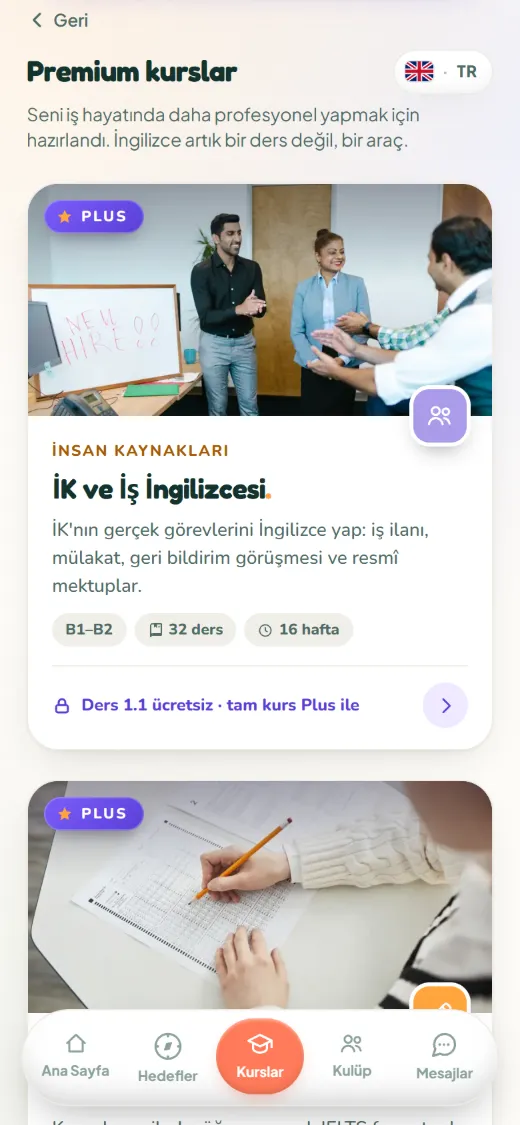 Geri
Premium kurslar
· TR
Seni iş hayatında daha profesyonel yapmak için
hazırlandı. İngilizce artık bir ders değil, bir araç.
PLUS
NEW
HIRE
İNSAN KAYNAKLARI
İK ve İş İngilizcesi.
İK'nın gerçek görevlerini İngilizce yap: iş ilanı,
mülakat, geri bildirim görüşmesi ve resmî
mektuplar.
B1–B2
32 ders
16 hafta
Ders 1.1 ücretsiz · tam kurs Plus ile
PLUS
Ana Sayfa
Hedefler
Kurslar
Kulüp
Mesajlar